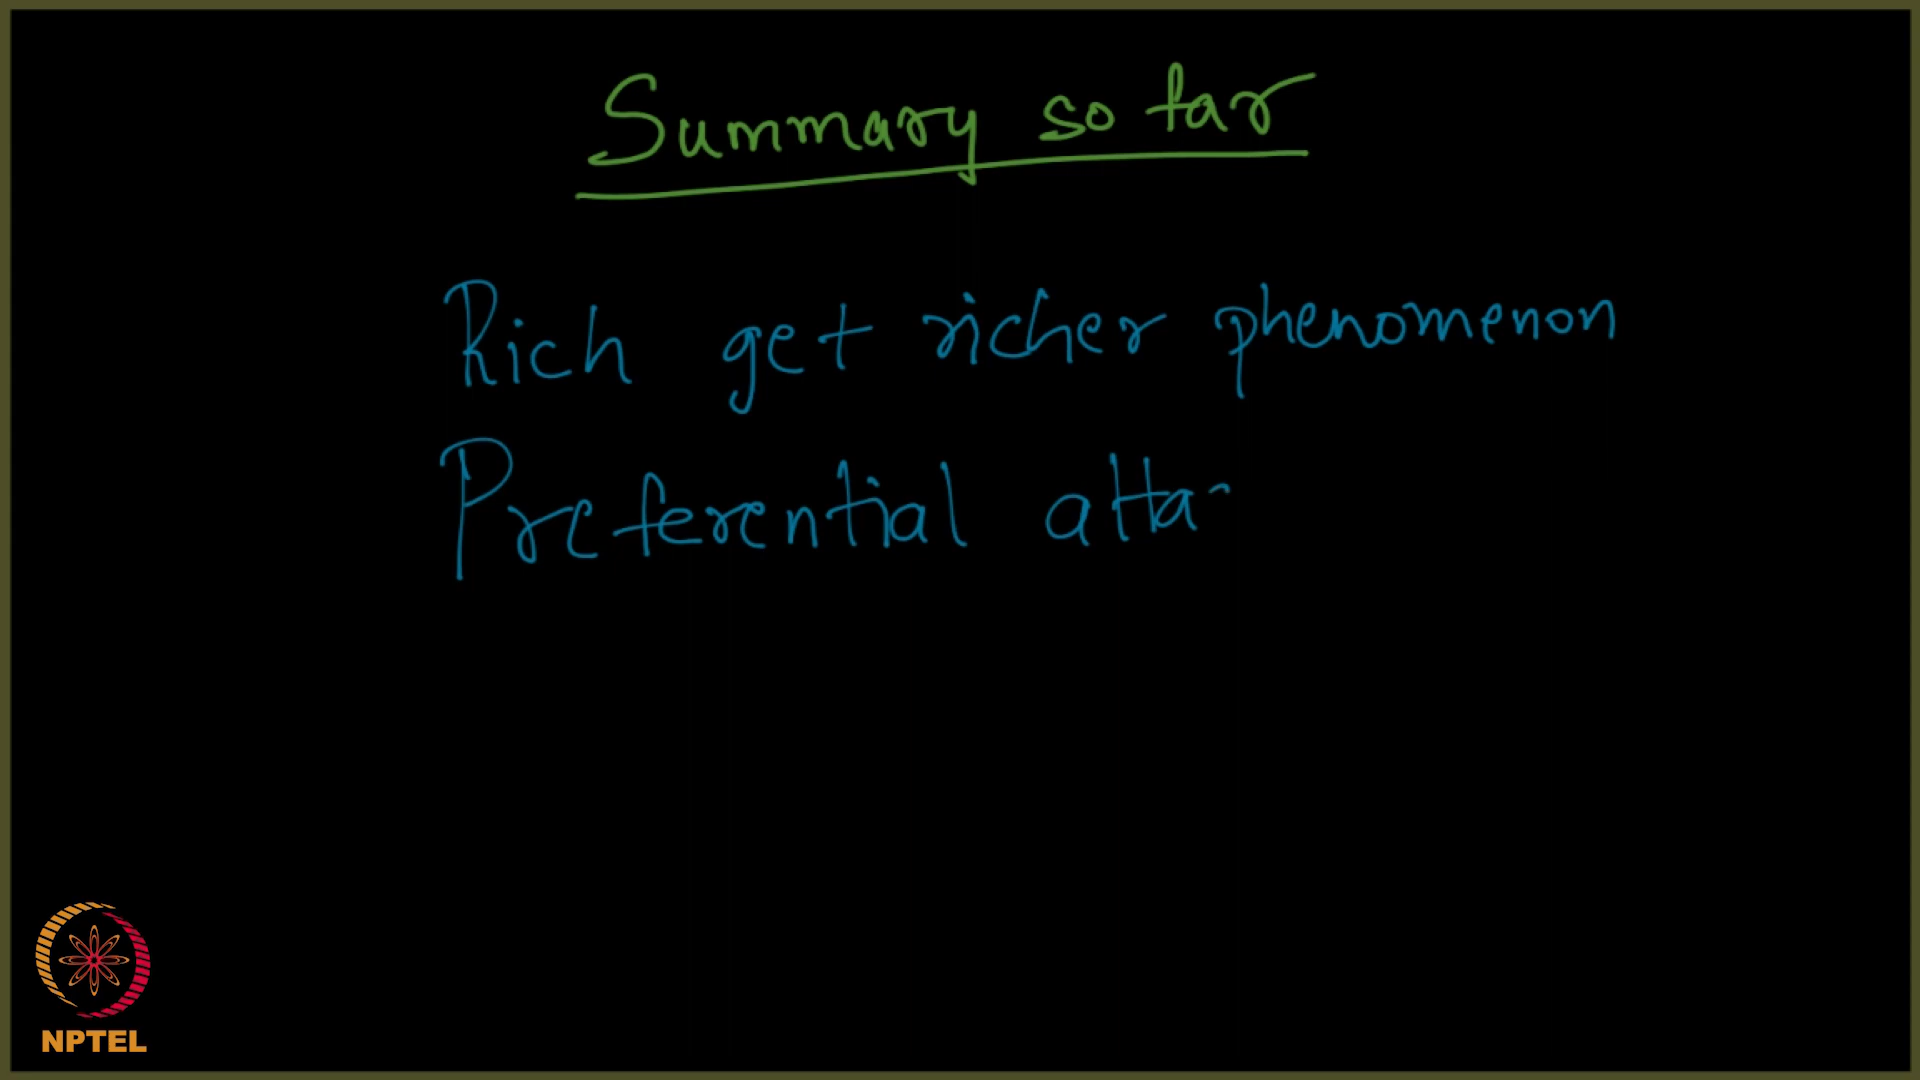 Summary so far
Rich get richer phenomenon
Preferential atta
NPTEL